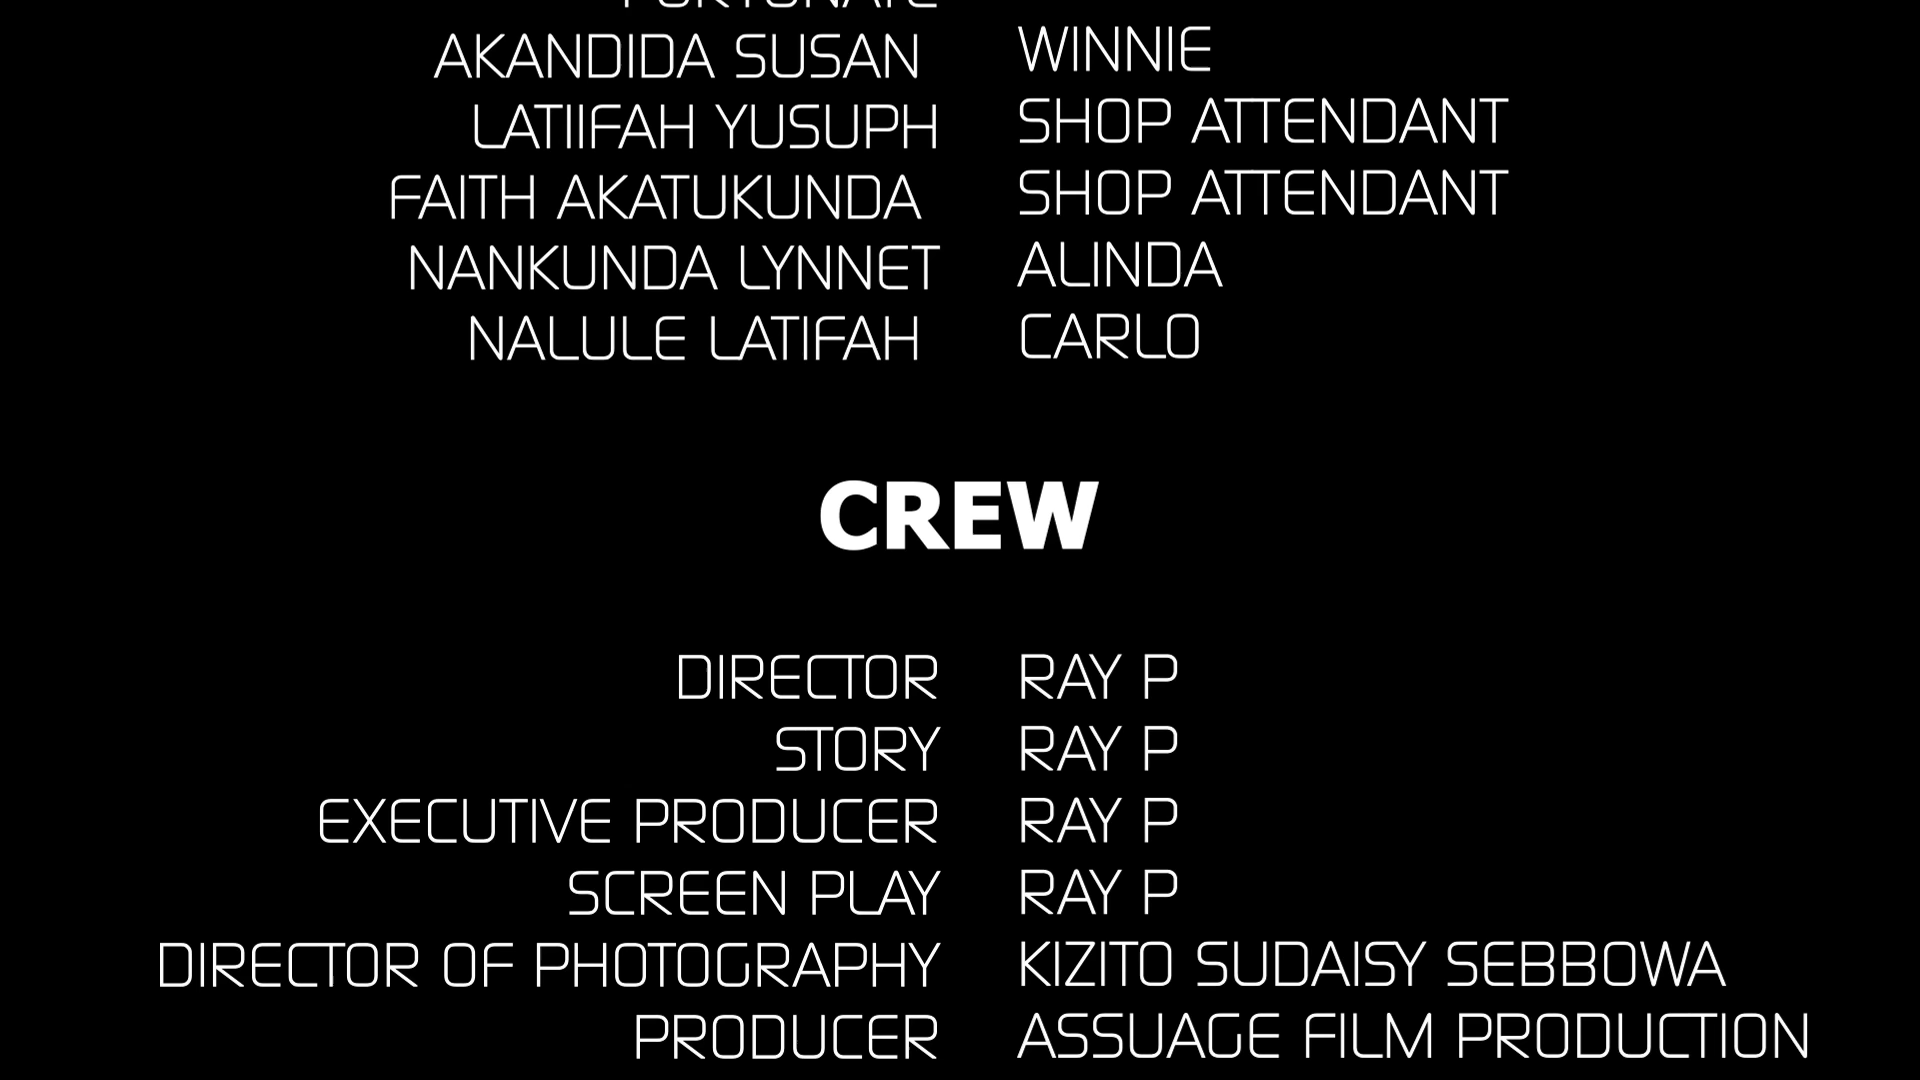 AKANDIDA SUSAN WINNIE
LATIIFAH YUSUPH SHOP ATTENDANT
FAITH AKATUKUNDA SHOP ATTENDANT
NANKUNDA LYNNET ALINDA
NALULE LATIFAH CARLO
CREW
DIRECTOR RAY P
STORY RAY P
EXECUTIVE PRODUCER RAY P
SCREEN PLAY RAY P
DIRECTOR OF PHOTOGRAPHY KIZITO SUDAISY SEBBOWA
PRODUCER ASSUAGE FILM PRODUCTION